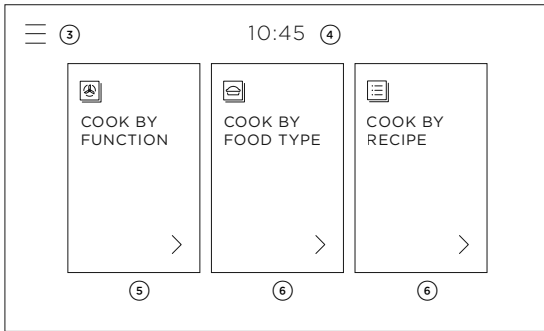 3 10:45 4
COOK BY
FUNCTION
COOK BY
FOOD TYPE
COOK BY
RECIPE
5 6 6